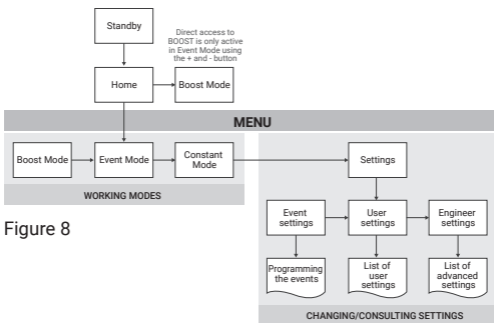 Standby
Direct access to
BOOST is only active
in Event Mode using
the + and - button
Home
Boost Mode
MENU
Boost Mode
Event Mode
Constant
Mode
Settings
WORKING MODES
Event
settings
User
settings
Engineer
settings
Figure 8
Programming
the events
List of
user
settings
List of
advanced
settings
CHANGING/CONSULTING SETTINGS